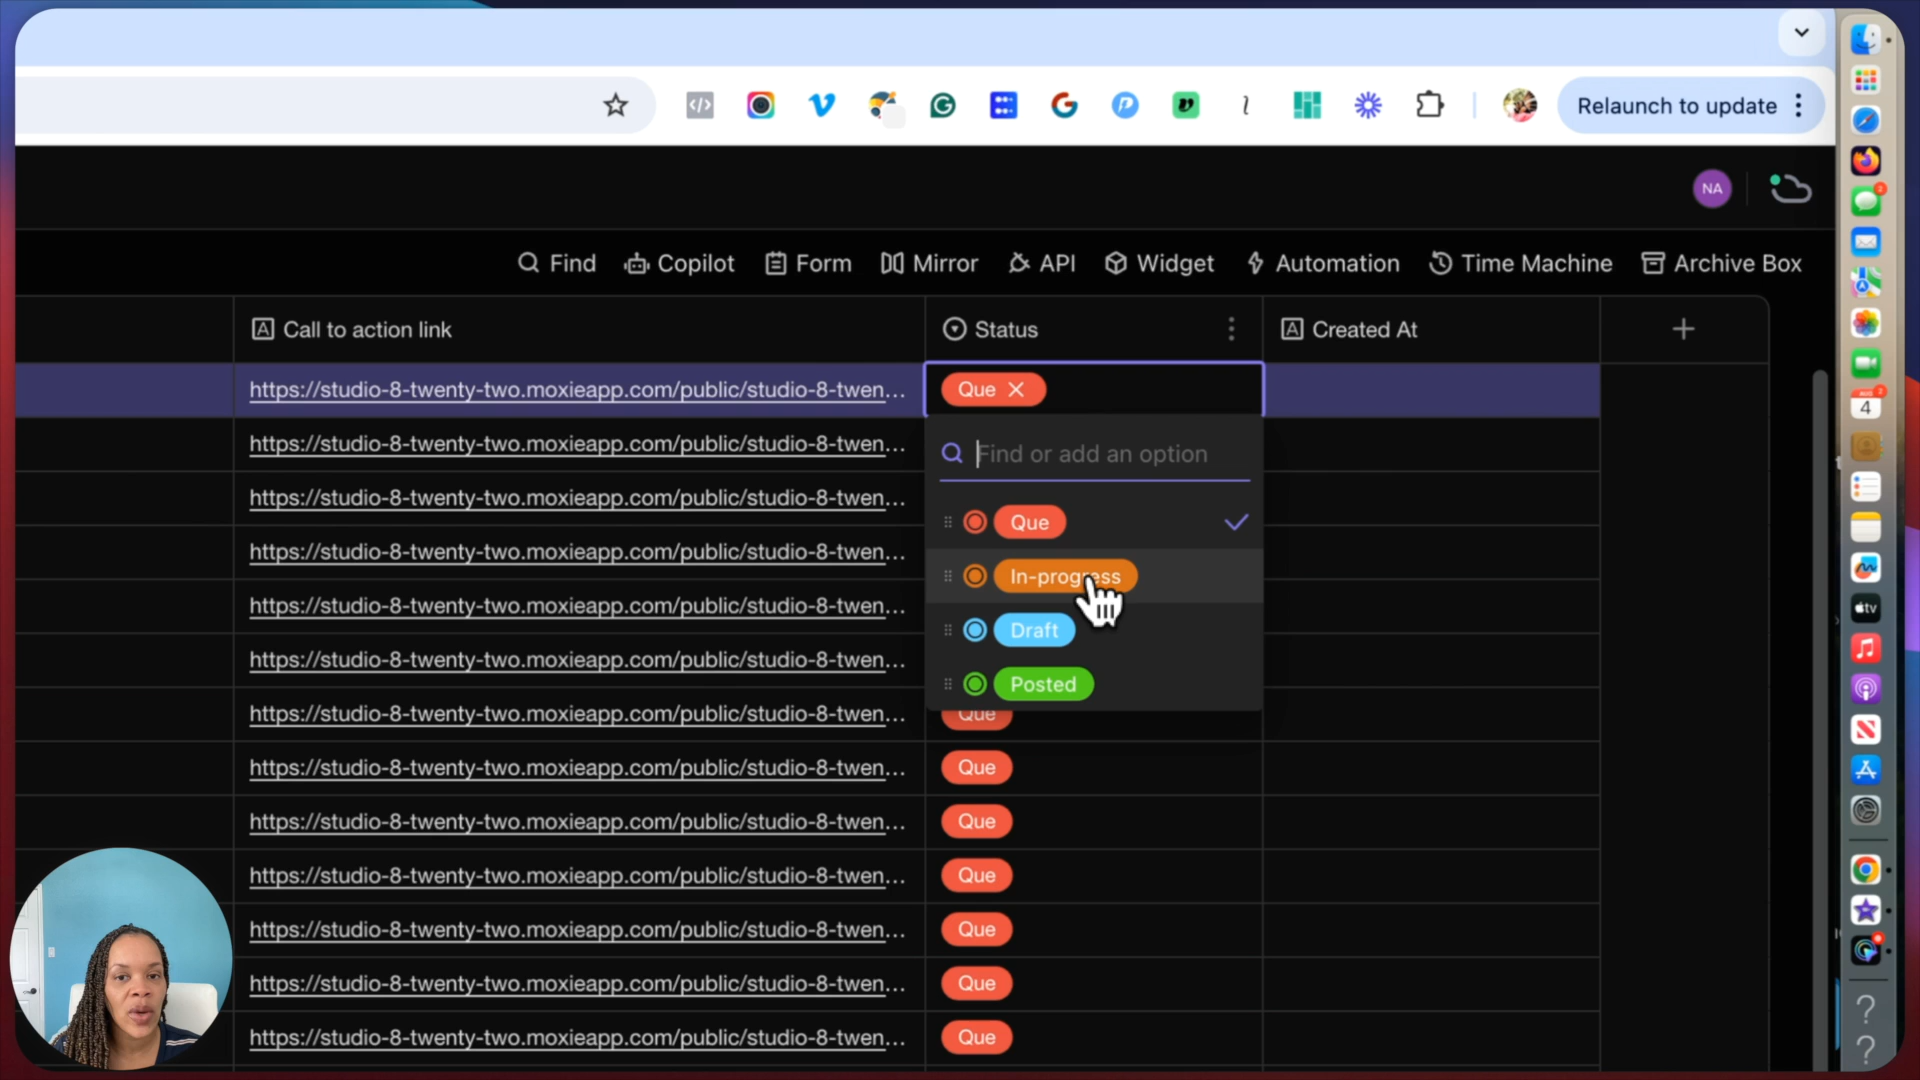 Relaunch to update
NA
Find Copilot Form Mirror API Widget Automation Time Machine Archive Box
Call to action link Status Created At
https://studio-8-twenty-two.moxieapp.com/public/studio-8-twen... Que
https://studio-8-twenty-two.moxieapp.com/public/studio-8-twen... Find or add an option
https://studio-8-twenty-two.moxieapp.com/public/studio-8-twen... Que
https://studio-8-twenty-two.moxieapp.com/public/studio-8-twen... In-progress
https://studio-8-twenty-two.moxieapp.com/public/studio-8-twen... Draft
https://studio-8-twenty-two.moxieapp.com/public/studio-8-twen... Posted
https://studio-8-twenty-two.moxieapp.com/public/studio-8-twen... Que
https://studio-8-twenty-two.moxieapp.com/public/studio-8-twen... Que
https://studio-8-twenty-two.moxieapp.com/public/studio-8-twen... Que
https://studio-8-twenty-two.moxieapp.com/public/studio-8-twen... Que
https://studio-8-twenty-two.moxieapp.com/public/studio-8-twen... Que
https://studio-8-twenty-two.moxieapp.com/public/studio-8-twen... Que
https://studio-8-twenty-two.moxieapp.com/public/studio-8-twen... Que
2
2
4
tv
?
?